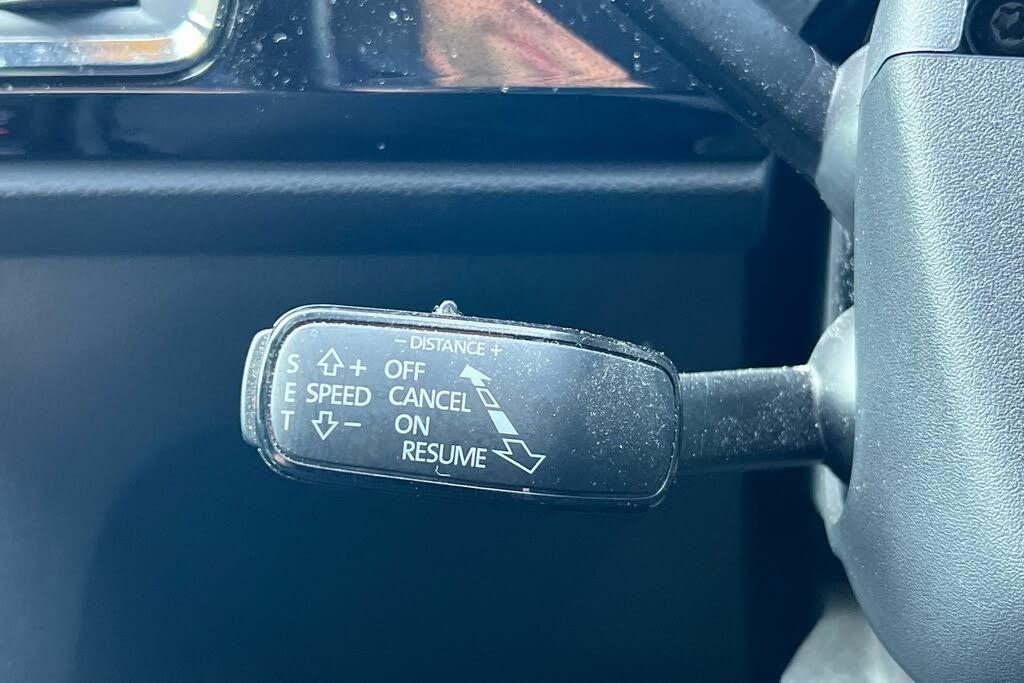 − DISTANCE +
S + OFF
E SPEED CANCEL
T − ON
RESUME